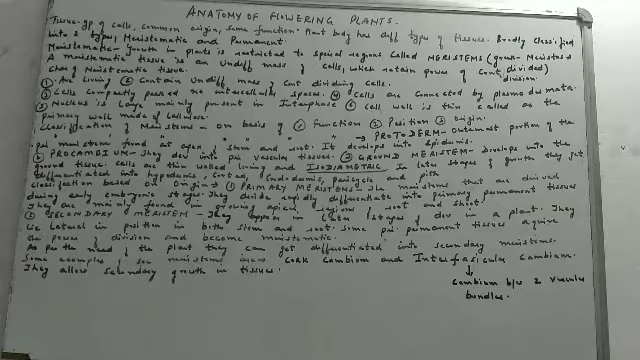 ANATOMY OF FLOWERING PLANTS.
Tissue - gp of cells, common origin, same function. Plant body has diff types of tissues. Broadly classified
into 2 types, Meristematic and Permanent.
Meristematic - Growth in plants is restricted to special regions called MERISTEMS (greek - Meristos
A meristematic tissue is an undiff mass of cells, which retain power of cont. divided)
division.
Char of Meristematic tissue.
① Are living ② Contain undiff mass of cont dividing cells.
③ Cells compactly packed no intercellular spaces. ④ Cells are connected by plasmodesmata.
⑤ Nucleus is large mainly present in Interphase ⑥ Cell wall is thin called as the
primary wall made of cellulose.
Classification of Meristems - On basis of ① Function ② Position ③ Origin.
→ PROTODERM - Outermost portion of the
pri meristems found at apex of stem and root. It develops into epidermis.
PROCAMBIUM - They dev into pri vascular tissues. ③ GROUND MERISTEM - Develops into the
ground tissue. Cells are thin walled living and ISODIAMETRIC. In later stages of growth they get
differentiated into hypodermis, cortex, endodermis, pericycle and pith
Classification based on Origin: ① PRIMARY MERISTEMS - The meristems that are derived
during early embryonic stages. They divide rapidly differentiate into primary permanent tissues
They are mainly found in growing apical regions of root and shoot.
② SECONDARY MERISTEM - They appear in later stages of dev in a plant. They
lie lateral in position in both stem and root. Some pri. permanent tissues aquire
the power of division and become meristematic.
As per the need of the plant they can get differentiated into secondary meristems.
Some examples of sec meristems are → CORK Cambium and Interfasicular Cambium.
They allow secondary growth in tissues.
↓
Cambium b/w 2 vascular
bundles.